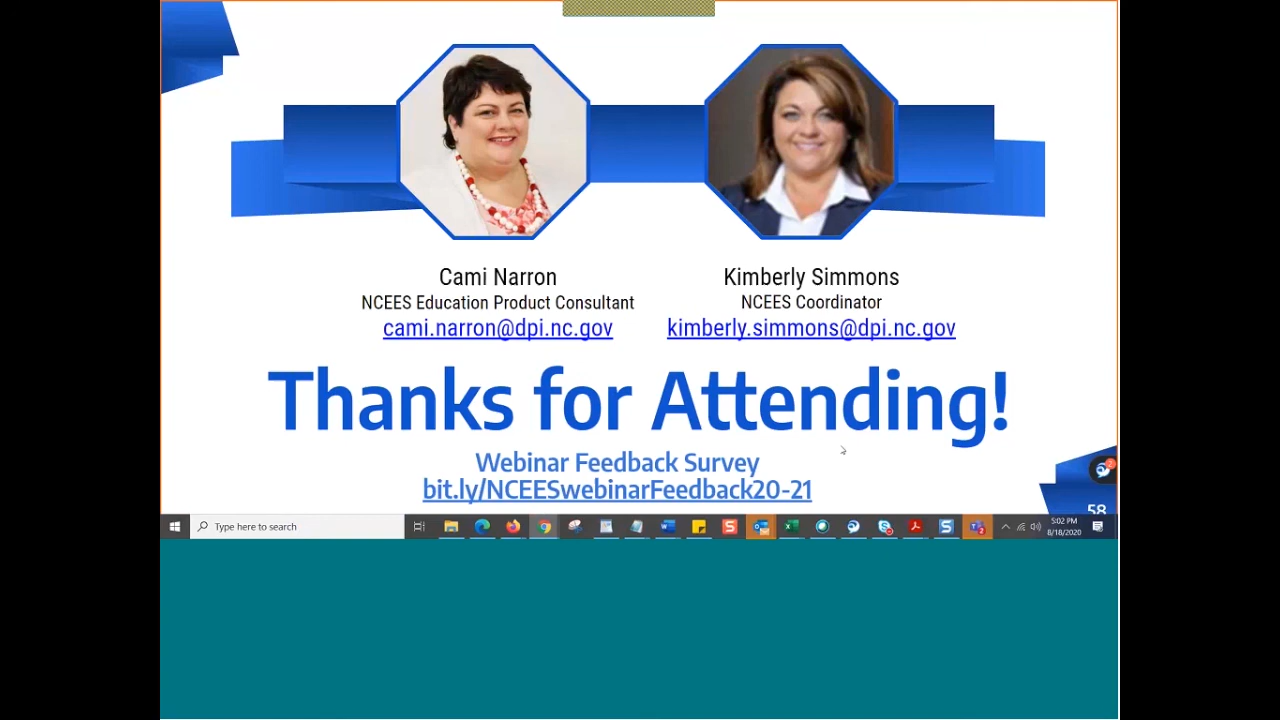 Cami Narron
NCEES Education Product Consultant
cami.narron@dpi.nc.gov
Kimberly Simmons
NCEES Coordinator
kimberly.simmons@dpi.nc.gov
Thanks for Attending!
Webinar Feedback Survey
bit.ly/NCEESwebinarFeedback20-21
58
Type here to search
5:02 PM
8/18/2020